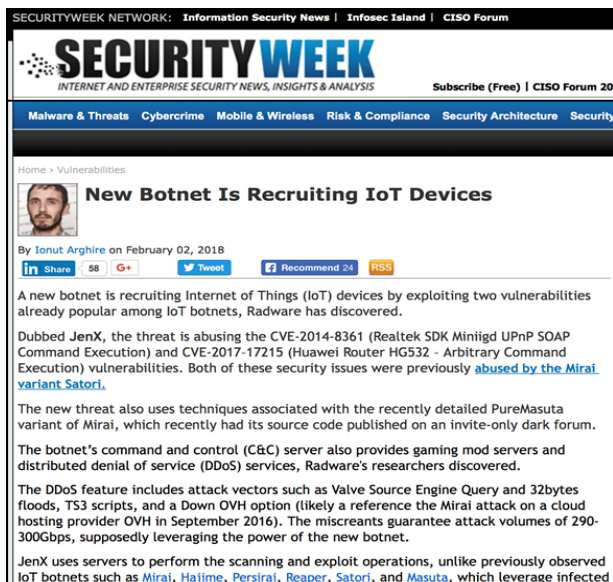 SECURITYWEEK NETWORK: Information Security News | Infosec Island | CISO Forum
SECURITYWEEK
INTERNET AND ENTERPRISE SECURITY NEWS, INSIGHTS & ANALYSIS
Subscribe (Free) | CISO Forum 20
Malware & Threats Cybercrime Mobile & Wireless Risk & Compliance Security Architecture Security
Home › Vulnerabilities
New Botnet Is Recruiting IoT Devices
By Ionut Arghire on February 02, 2018
in Share 58 G+ Tweet Recommend 24 RSS
A new botnet is recruiting Internet of Things (IoT) devices by exploiting two vulnerabilities
already popular among IoT botnets, Radware has discovered.
Dubbed JenX, the threat is abusing the CVE-2014-8361 (Realtek SDK Miniigd UPnP SOAP
Command Execution) and CVE-2017-17215 (Huawei Router HG532 – Arbitrary Command
Execution) vulnerabilities. Both of these security issues were previously abused by the Mirai
variant Satori.
The new threat also uses techniques associated with the recently detailed PureMasuta
variant of Mirai, which recently had its source code published on an invite-only dark forum.
The botnet's command and control (C&C) server also provides gaming mod servers and
distributed denial of service (DDoS) services, Radware's researchers discovered.
The DDoS feature includes attack vectors such as Valve Source Engine Query and 32bytes
floods, TS3 scripts, and a Down OVH option (likely a reference the Mirai attack on a cloud
hosting provider OVH in September 2016). The miscreants guarantee attack volumes of 290-
300Gbps, supposedly leveraging the power of the new botnet.
JenX uses servers to perform the scanning and exploit operations, unlike previously observed
IoT botnets such as Mirai, Hajime, Persirai, Reaper, Satori, and Masuta, which leverage infected